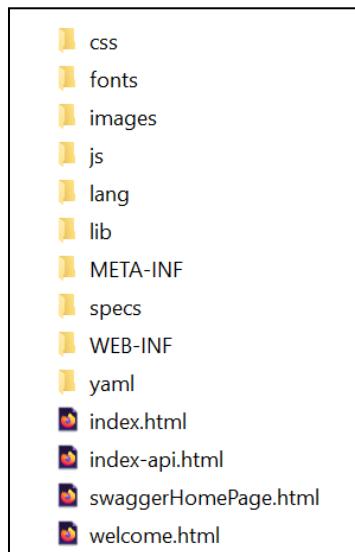 css
fonts
images
js
lang
lib
META-INF
specs
WEB-INF
yaml
index.html
index-api.html
swaggerHomePage.html
welcome.html